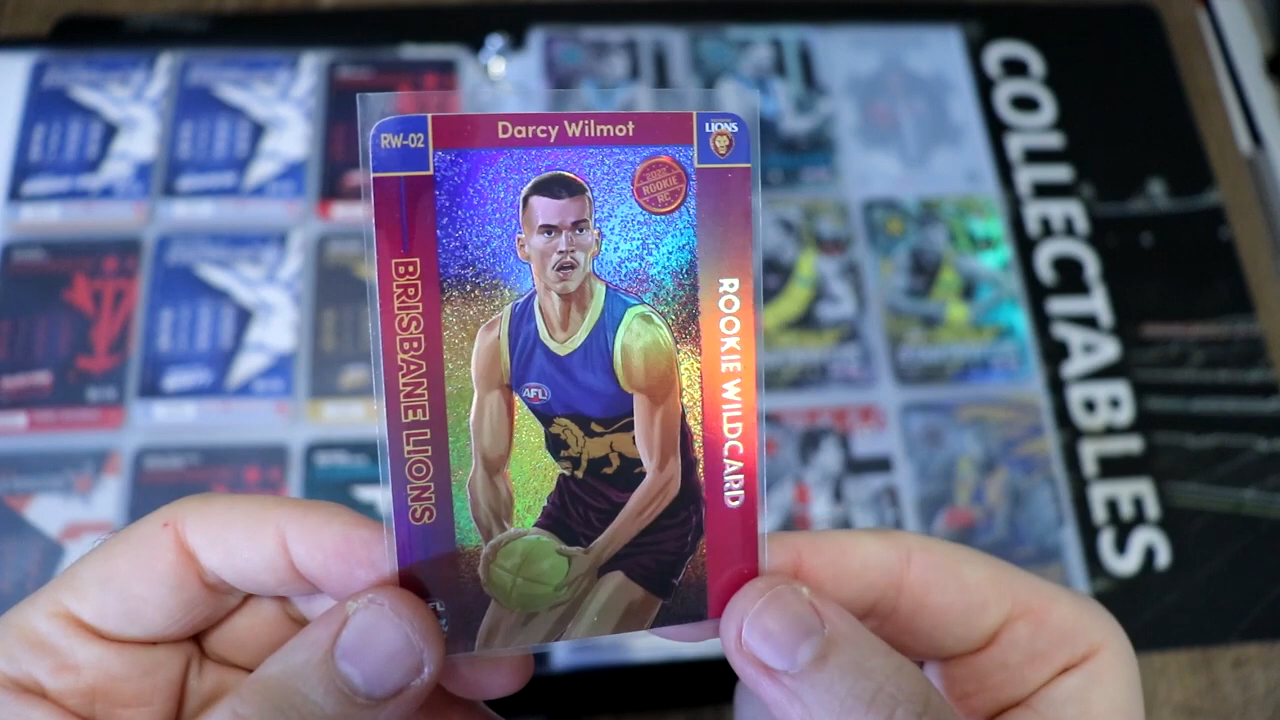 RW-02
Darcy Wilmot
LIONS
2022
ROOKIE
RC
BRISBANE LIONS
ROOKIE WILDCARD
AFL
COLLECTABLES